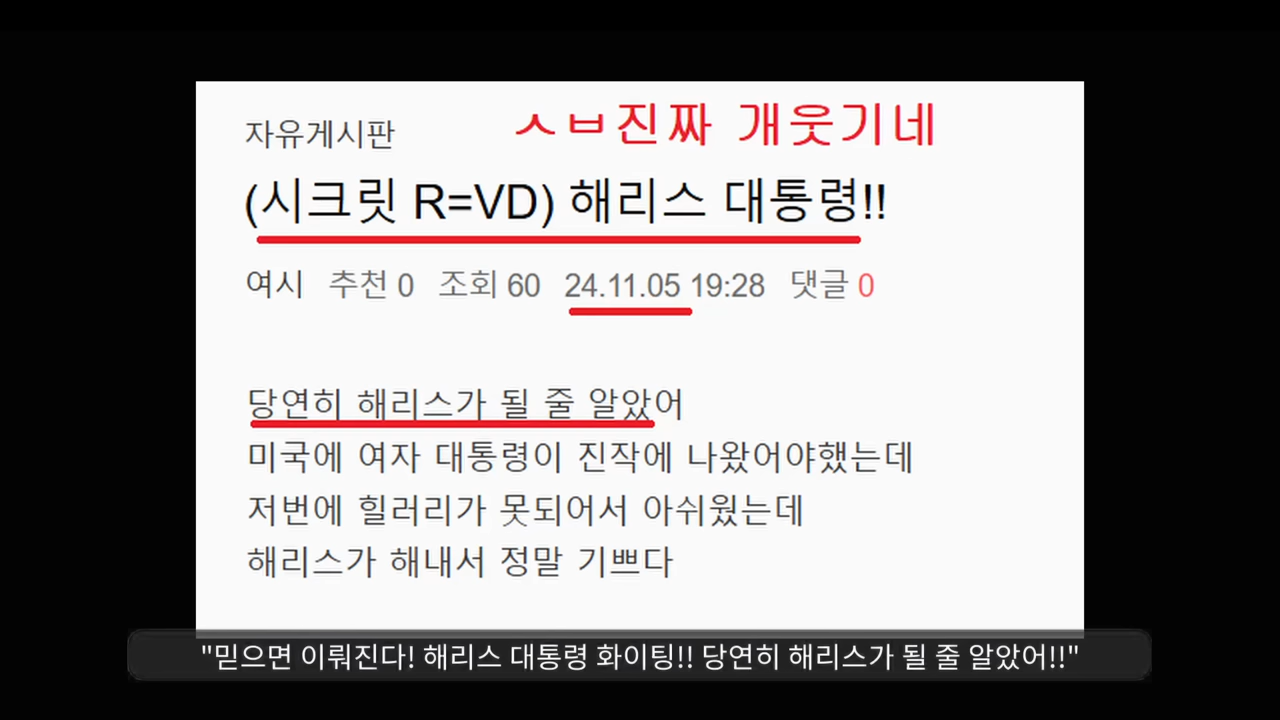 자유게시판 ㅅㅂ진짜 개웃기네
(시크릿 R=VD) 해리스 대통령!!
여시 추천 0 조회 60 24.11.05 19:28 댓글 0
당연히 해리스가 될 줄 알았어
미국에 여자 대통령이 진작에 나왔어야했는데
저번에 힐러리가 못되어서 아쉬웠는데
해리스가 해내서 정말 기쁘다
"믿으면 이뤄진다! 해리스 대통령 화이팅!! 당연히 해리스가 될 줄 알았어!!"